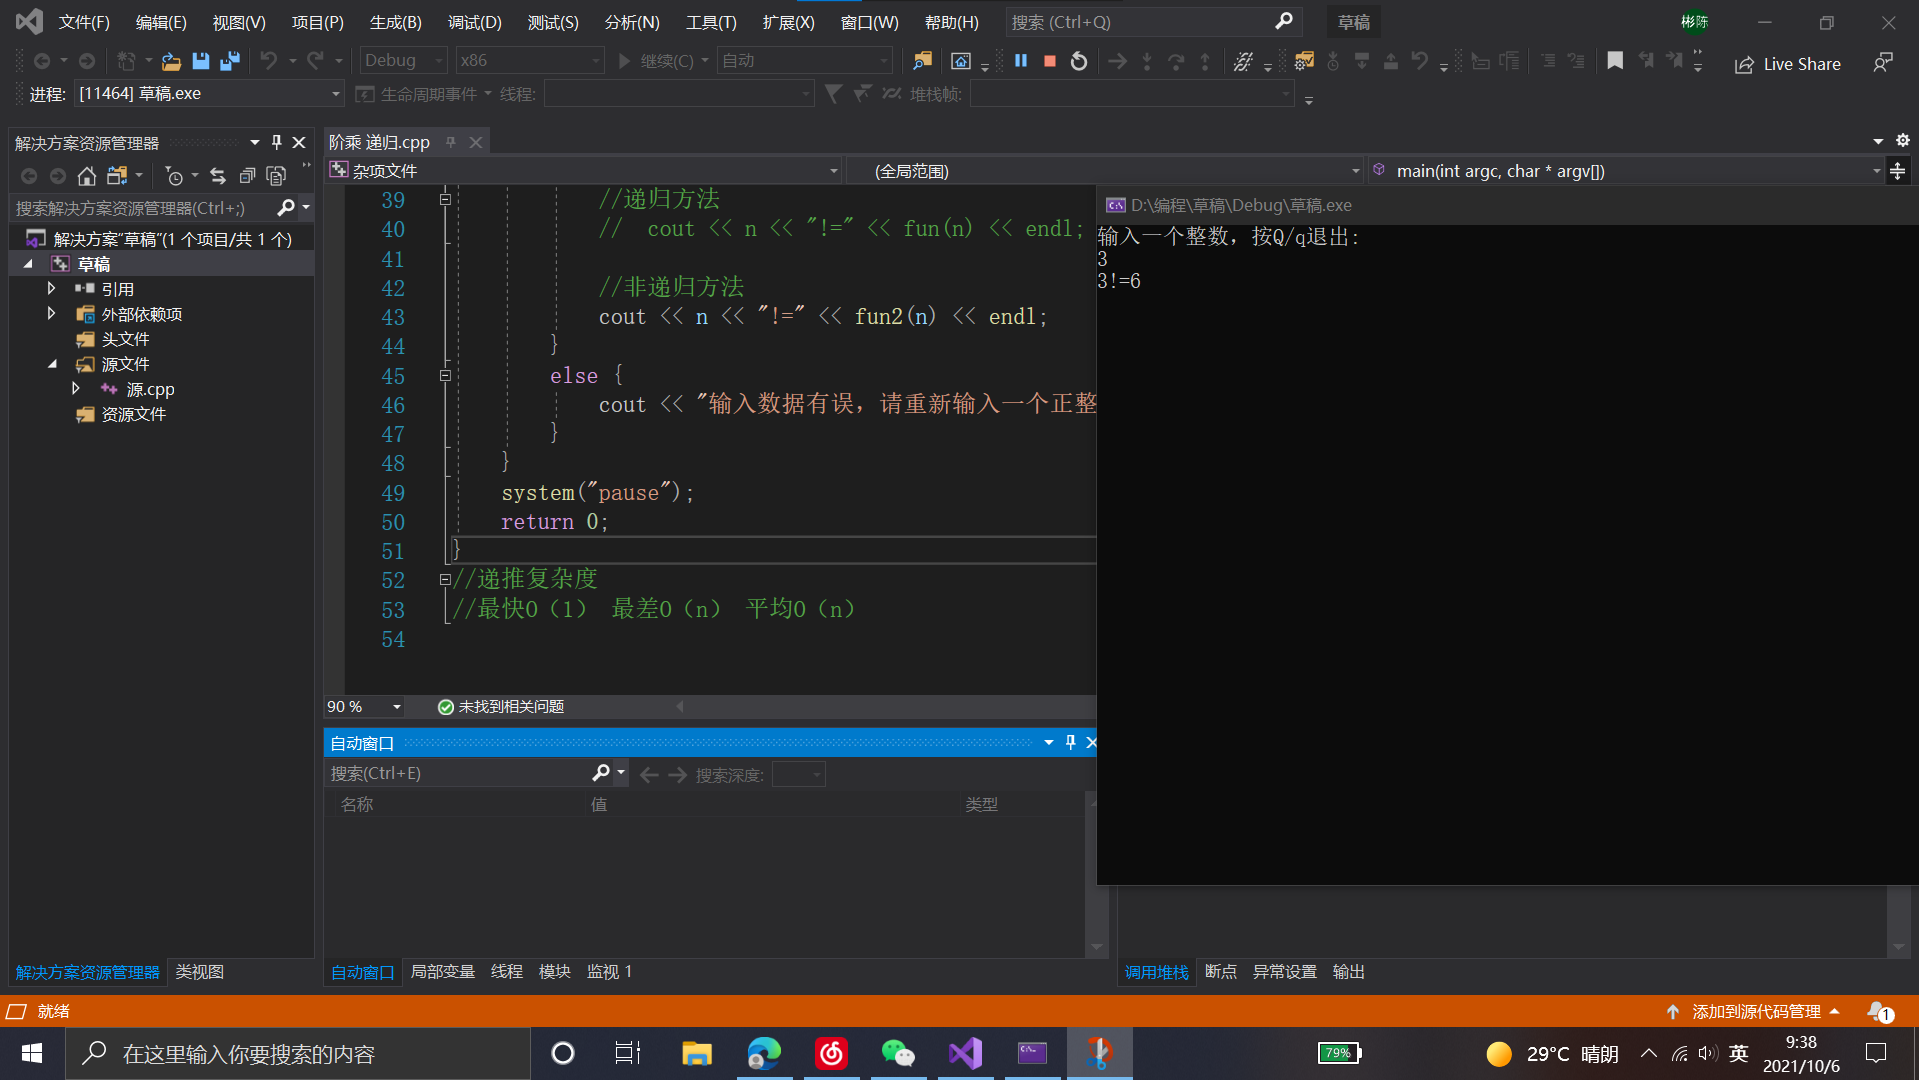 文件(F) 编辑(E) 视图(V) 项目(P) 生成(B) 调试(D) 测试(S) 分析(N) 工具(T) 扩展(X) 窗口(W) 帮助(H) 搜索 (Ctrl+Q) 草稿 彬陈
Debug x86 继续(C) 自动 Live Share
进程: [11464] 草稿.exe 生命周期事件 线程: 堆栈帧:
解决方案资源管理器
搜索解决方案资源管理器(Ctrl+;)
解决方案"草稿"(1 个项目/共 1 个)
草稿
引用
外部依赖项
头文件
源文件
源.cpp
资源文件
解决方案资源管理器 类视图
阶乘 递归.cpp
杂项文件 (全局范围) main(int argc, char * argv[])
39 //递归方法
40 //  cout << n << "!=" << fun(n) << endl;
41
42 //非递归方法
43 cout << n << "!=" << fun2(n) << endl;
44 }
45 else {
46 cout << "输入数据有误，请重新输入一个正整
47 }
48 }
49 system("pause");
50 return 0;
51 }
52 //递推复杂度
53 //最快O（1） 最差O（n） 平均O（n）
54
90 % 未找到相关问题
D:\编程\草稿\Debug\草稿.exe
输入一个整数，按Q/q退出:
3
3!=6
自动窗口
搜索(Ctrl+E) 搜索深度:
名称 值 类型
自动窗口 局部变量 线程 模块 监视 1
调用堆栈 断点 异常设置 输出
就绪 添加到源代码管理 1
在这里输入你要搜索的内容 79% 29°C 晴朗 英 9:38
2021/10/6